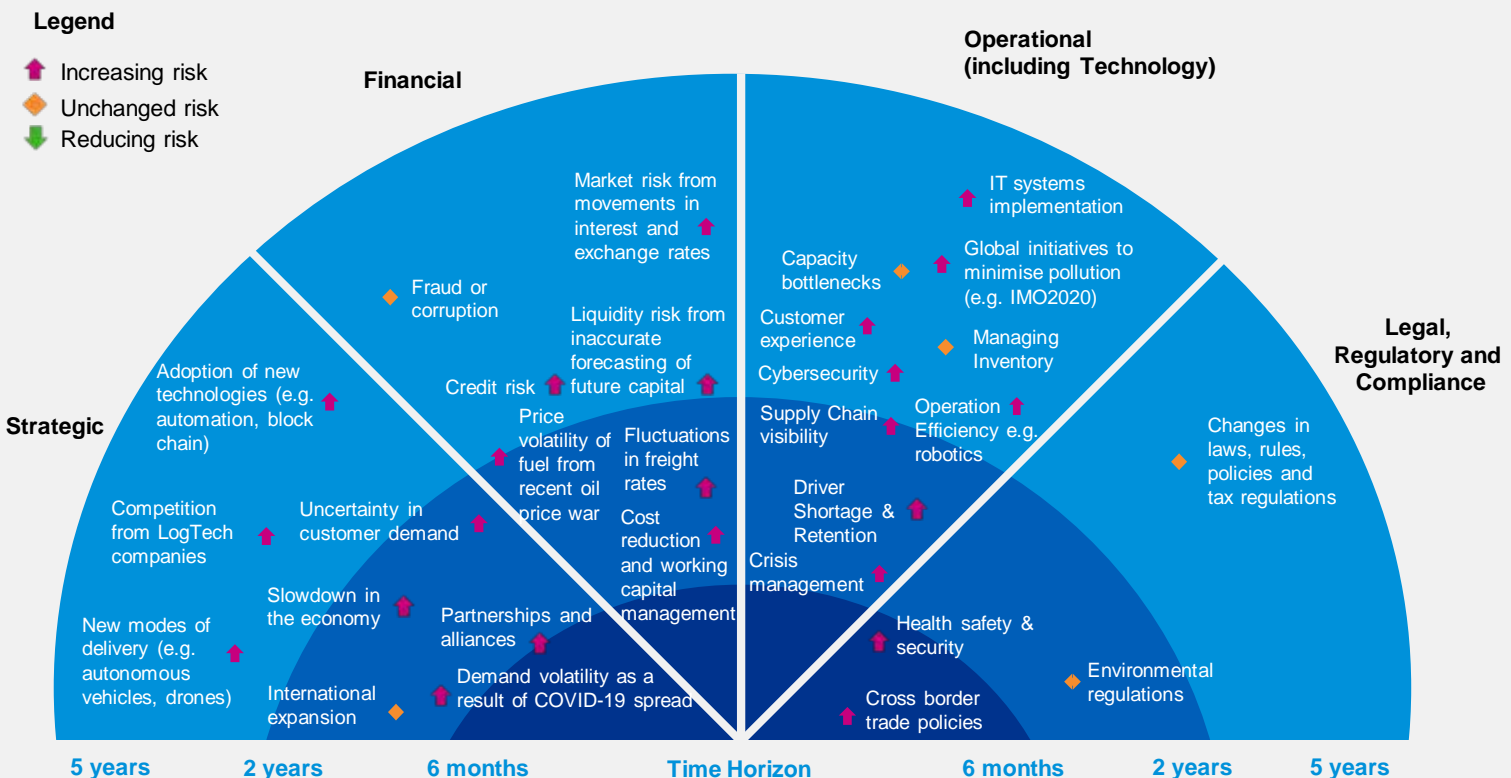 Legend
Increasing risk
Unchanged risk
Reducing risk
Financial
Operational
(including Technology)
Strategic
Legal,
Regulatory and
Compliance
Adoption of new
technologies (e.g.
automation, block
chain)
Competition
from LogTech
companies
New modes of
delivery (e.g.
autonomous
vehicles, drones)
Uncertainty in
customer demand
Slowdown in
the economy
International
expansion
Partnerships and
alliances
Demand volatility as a
result of COVID-19 spread
Market risk from
movements in
interest and
exchange rates
Fraud or
corruption
Liquidity risk from
inaccurate
forecasting of
future capital
Credit risk
Price
volatility of
fuel from
recent oil
price war
Fluctuations
in freight
rates
Cost
reduction
and working
capital
management
IT systems
implementation
Capacity
bottlenecks
Global initiatives to
minimise pollution
(e.g. IMO2020)
Customer
experience
Managing
Inventory
Cybersecurity
Supply Chain
visibility
Operation
Efficiency e.g.
robotics
Driver
Shortage &
Retention
Crisis
management
Changes in
laws, rules,
policies and
tax regulations
Health safety &
security
Environmental
regulations
Cross border
trade policies
5 years
2 years
6 months
Time Horizon
6 months
2 years
5 years